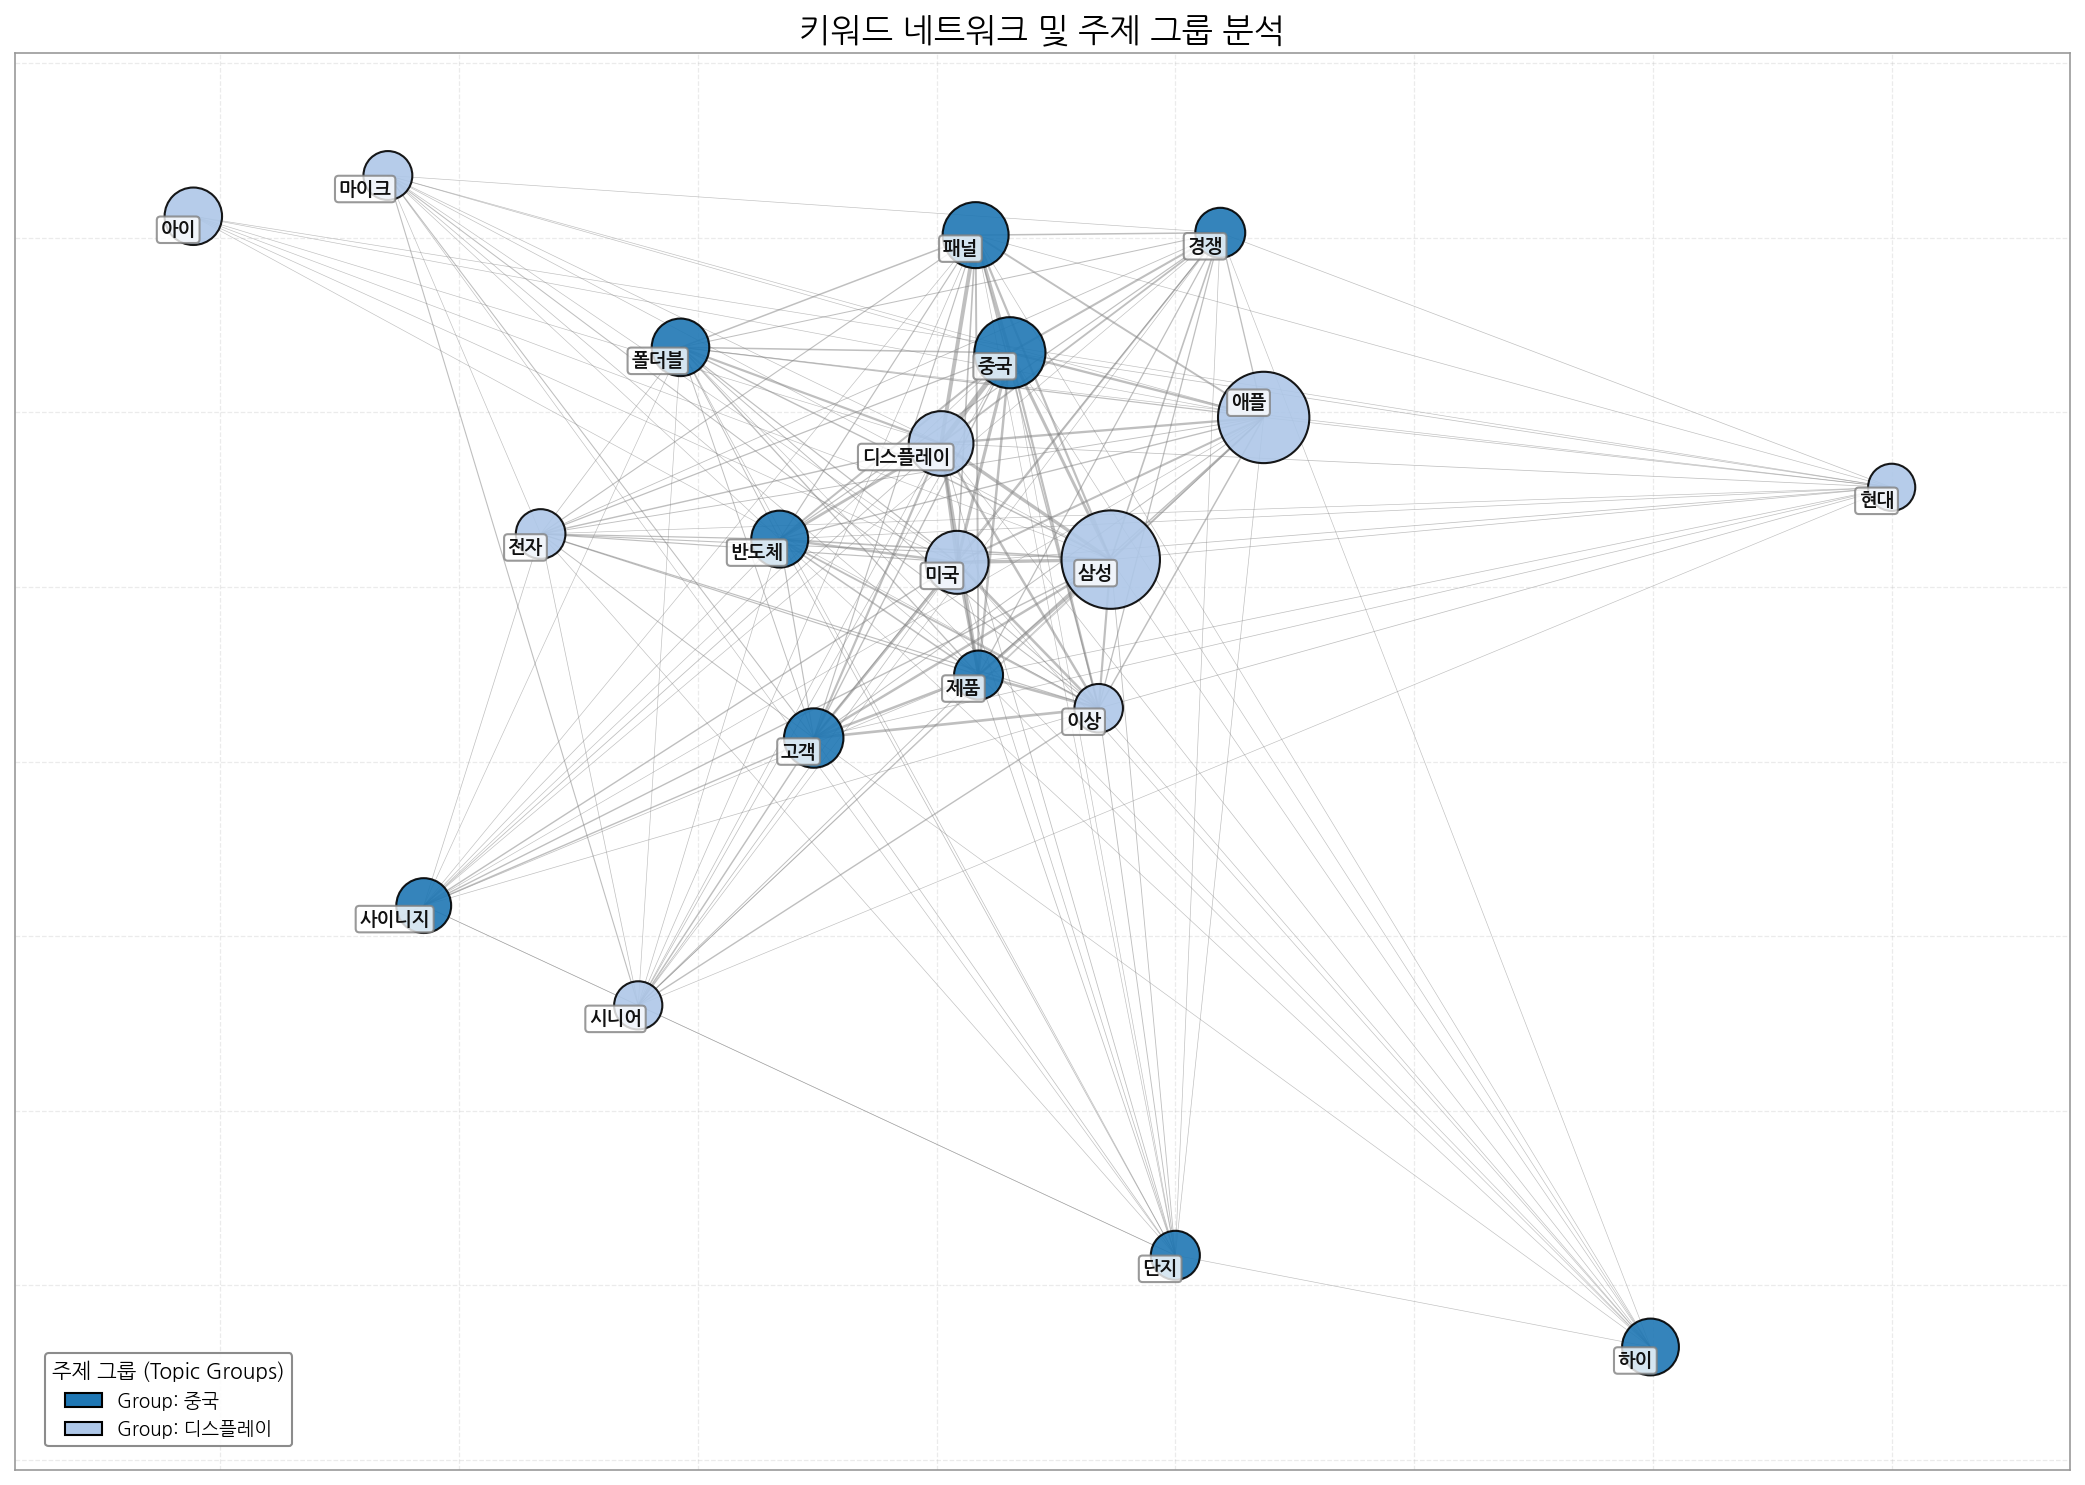 키워드 네트워크 및 주제 그룹 분석
마이크
아이
패널
경쟁
폴더블
중국
애플
디스플레이
현대
전자
반도체
미국
삼성
제품
이상
고객
사이니지
시니어
단지
하이
주제 그룹 (Topic Groups)
Group: 중국
Group: 디스플레이